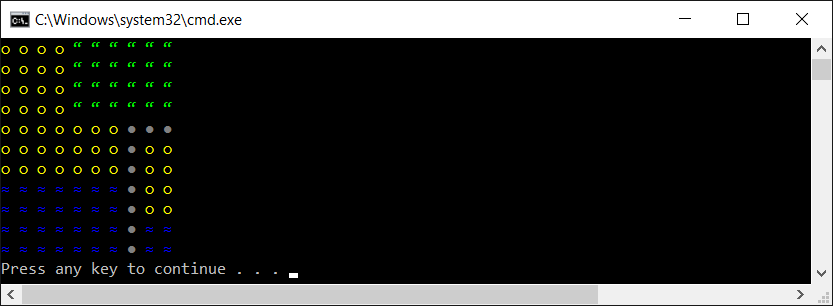 C:\Windows\system32\cmd.exe
o o o o “ “ “ “ “ “
o o o o “ “ “ “ “ “
o o o o “ “ “ “ “ “
o o o o “ “ “ “ “ “
o o o o o o o • • •
o o o o o o o • o o
o o o o o o o • o o
≈ ≈ ≈ ≈ ≈ ≈ ≈ • o o
≈ ≈ ≈ ≈ ≈ ≈ ≈ • o o
≈ ≈ ≈ ≈ ≈ ≈ ≈ • ≈ ≈
≈ ≈ ≈ ≈ ≈ ≈ ≈ • ≈ ≈
Press any key to continue . . .